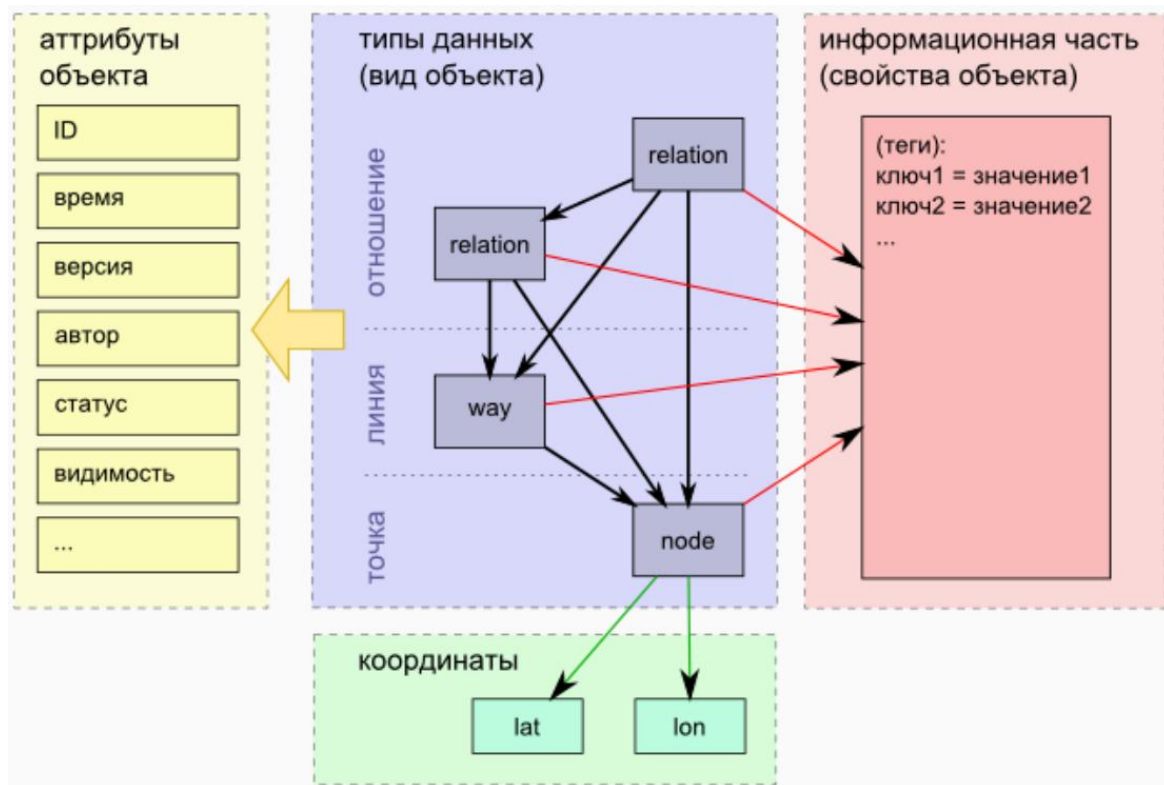 аттрибуты
объекта
ID
время
версия
автор
статус
видимость
...
типы данных
(вид объекта)
отношение
линия
точка
relation
relation
way
node
информационная часть
(свойства объекта)
(теги):
ключ1 = значение1
ключ2 = значение2
...
координаты
lat
lon